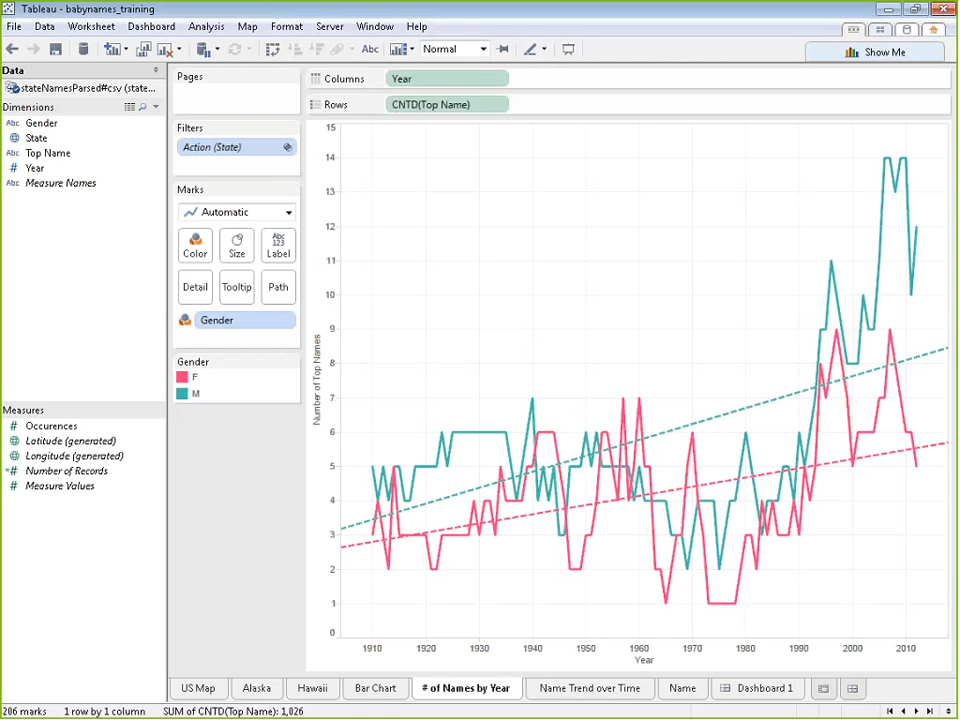 Tableau - babynames_training
File Data Worksheet Dashboard Analysis Map Format Server Window Help
Abc Normal Show Me
Data
stateNamesParsed#csv (state...
Dimensions
Abc Gender
State
Abc Top Name
# Year
Abc Measure Names
Measures
# Occurences
Latitude (generated)
Longitude (generated)
=# Number of Records
# Measure Values
Pages
Filters
Action (State)
Marks
Automatic
Color Size Abc 123 Label
Detail Tooltip Path
Gender
Gender
F
M
Columns Year
Rows CNTD(Top Name)
15
14
13
12
11
10
9
8
7
6
5
4
3
2
1
0
Number of Top Names
1910 1920 1930 1940 1950 1960 1970 1980 1990 2000 2010
Year
US Map Alaska Hawaii Bar Chart # of Names by Year Name Trend over Time Name Dashboard 1
206 marks 1 row by 1 column SUM of CNTD(Top Name): 1,026